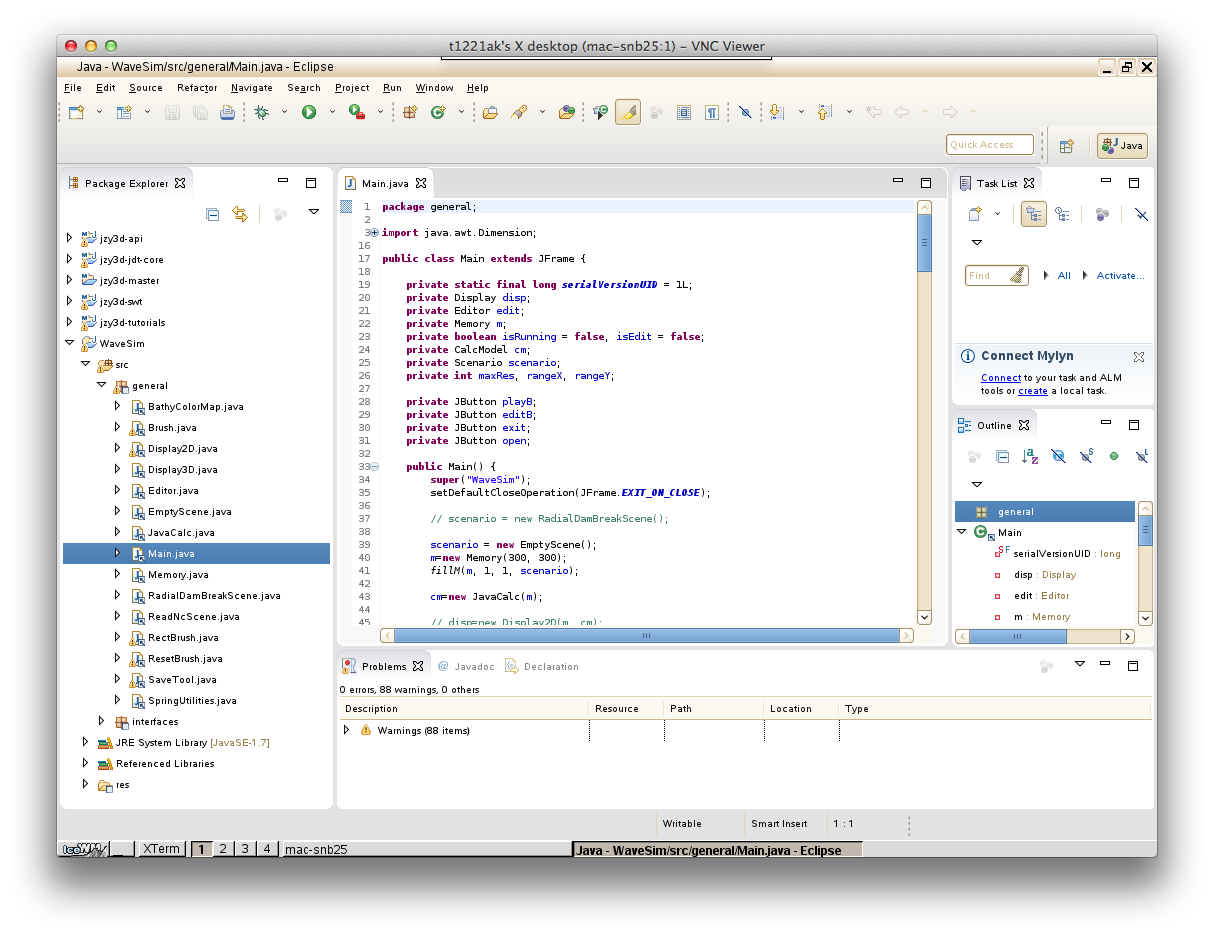 t1221ak's X desktop (mac-snb25:1) – VNC Viewer
Java - WaveSim/src/general/Main.java - Eclipse
File Edit Source Refactor Navigate Search Project Run Window Help
Quick Access
Java
Package Explorer
jzy3d-api
jzy3d-jdt-core
jzy3d-master
jzy3d-swt
jzy3d-tutorials
WaveSim
src
general
BathyColorMap.java
Brush.java
Display2D.java
Display3D.java
Editor.java
EmptyScene.java
JavaCalc.java
Main.java
Memory.java
RadialDamBreakScene.java
ReadNcScene.java
RectBrush.java
ResetBrush.java
SaveTool.java
SpringUtilities.java
interfaces
JRE System Library [JavaSE-1.7]
Referenced Libraries
res
Main.java
1 package general;
2
3 import java.awt.Dimension;
16
17 public class Main extends JFrame {
18
19 private static final long serialVersionUID = 1L;
20 private Display disp;
21 private Editor edit;
22 private Memory m;
23 private boolean isRunning = false, isEdit = false;
24 private CalcModel cm;
25 private Scenario scenario;
26 private int maxRes, rangeX, rangeY;
27
28 private JButton playB;
29 private JButton editB;
30 private JButton exit;
31 private JButton open;
32
33 public Main() {
34 super("WaveSim");
35 setDefaultCloseOperation(JFrame.EXIT_ON_CLOSE);
36
37 // scenario = new RadialDamBreakScene();
38
39 scenario = new EmptyScene();
40 m=new Memory(300, 300);
41 fillM(m, 1, 1, scenario);
42
43 cm=new JavaCalc(m);
44
45 // disp=new Display2D(m, cm);
Task List
Find
All
Activate...
Connect Mylyn
Connect to your task and ALM
tools or create a local task.
Outline
general
Main
serialVersionUID : long
disp : Display
edit : Editor
m : Memory
Problems
@ Javadoc
Declaration
0 errors, 88 warnings, 0 others
Description Resource Path Location Type
Warnings (88 items)
Writable
Smart Insert
1 : 1
IceWM
XTerm
1 2 3 4
mac-snb25
Java - WaveSim/src/general/Main.java - Eclipse